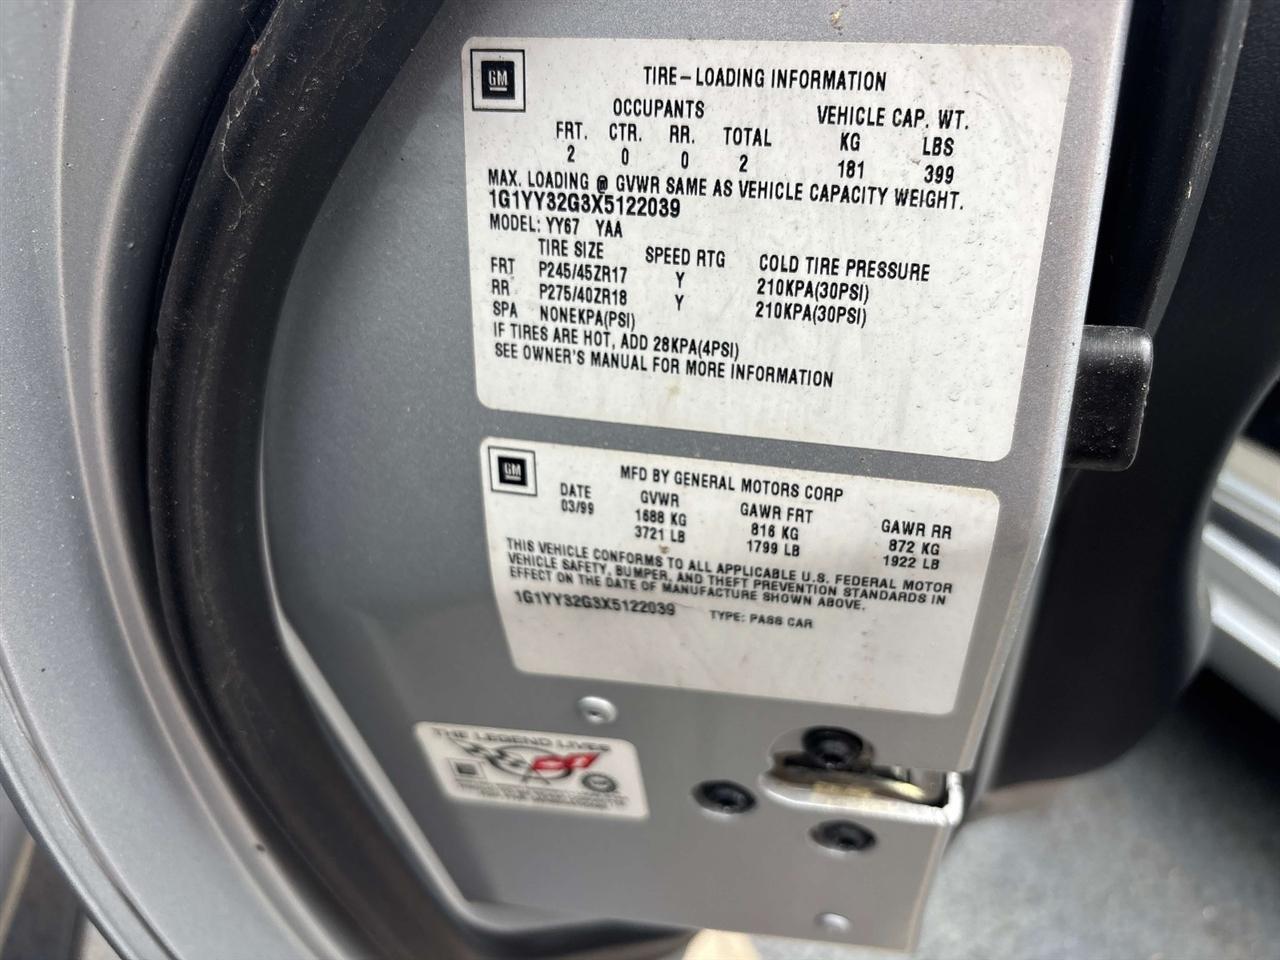 GM
TIRE-LOADING INFORMATION
OCCUPANTS VEHICLE CAP. WT.
FRT. CTR. RR. TOTAL KG LBS
2 0 0 2 181 399
MAX. LOADING @ GVWR SAME AS VEHICLE CAPACITY WEIGHT.
1G1YY32G3X5122039
MODEL: YY67 YAA
TIRE SIZE SPEED RTG COLD TIRE PRESSURE
FRT P245/45ZR17 Y 210KPA(30PSI)
RR P275/40ZR18 Y 210KPA(30PSI)
SPA NONEKPA(PSI)
IF TIRES ARE HOT, ADD 28KPA(4PSI)
SEE OWNER'S MANUAL FOR MORE INFORMATION
GM
MFD BY GENERAL MOTORS CORP
DATE GVWR GAWR FRT GAWR RR
03/99 1688 KG 816 KG 872 KG
3721 LB 1799 LB 1922 LB
THIS VEHICLE CONFORMS TO ALL APPLICABLE U.S. FEDERAL MOTOR
VEHICLE SAFETY, BUMPER, AND THEFT PREVENTION STANDARDS IN
EFFECT ON THE DATE OF MANUFACTURE SHOWN ABOVE.
1G1YY32G3X5122039 TYPE: PASS CAR
THE LEGEND LIVES